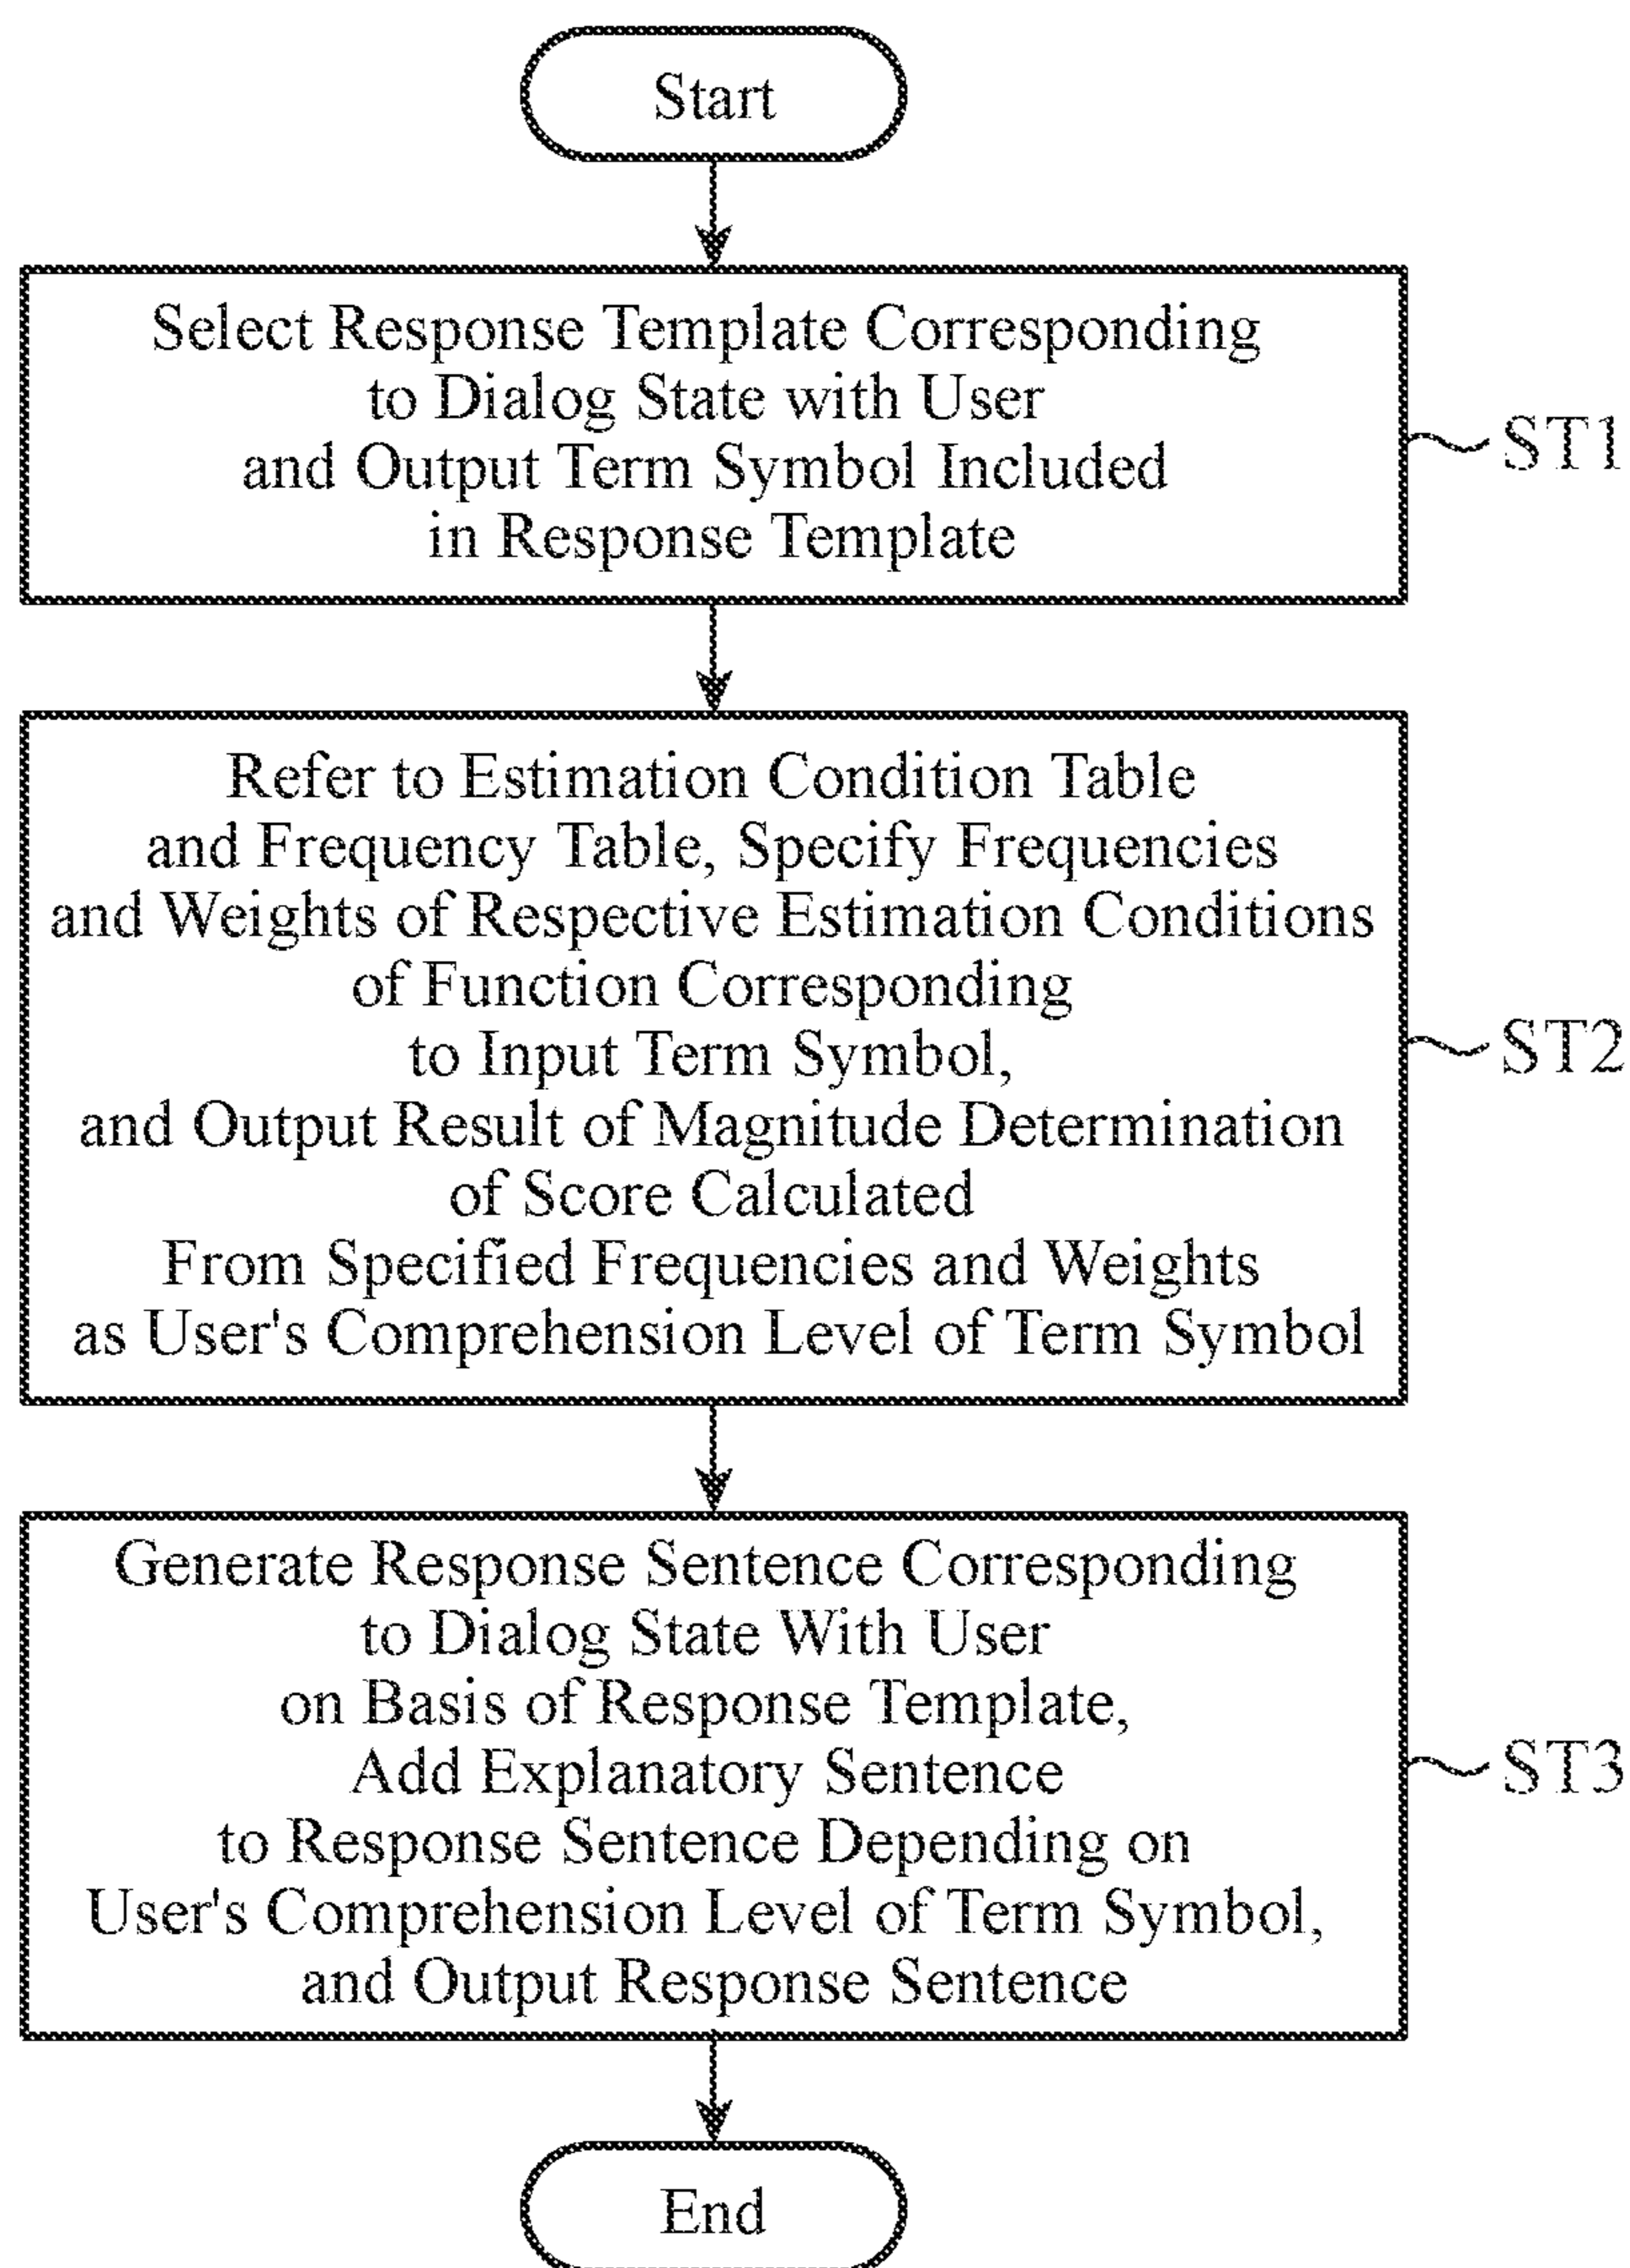 Start
Select Response Template Corresponding
to Dialog State with User
and Output Term Symbol Included
in Response Template
ST1
Refer to Estimation Condition Table
and Frequency Table, Specify Frequencies
and Weights of Respective Estimation Conditions
of Function Corresponding
to Input Term Symbol,
and Output Result of Magnitude Determination
of Score Calculated
From Specified Frequencies and Weights
as User's Comprehension Level of Term Symbol
ST2
Generate Response Sentence Corresponding
to Dialog State With User
on Basis of Response Template,
Add Explanatory Sentence
to Response Sentence Depending on
User's Comprehension Level of Term Symbol,
and Output Response Sentence
ST3
End